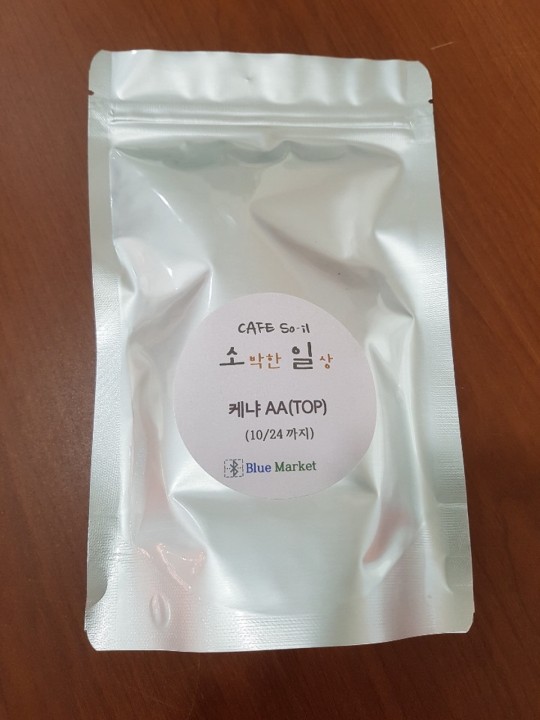 CAFE So-il
소박한 일상
케냐 AA(TOP)
(10/24 까지)
Blue Market